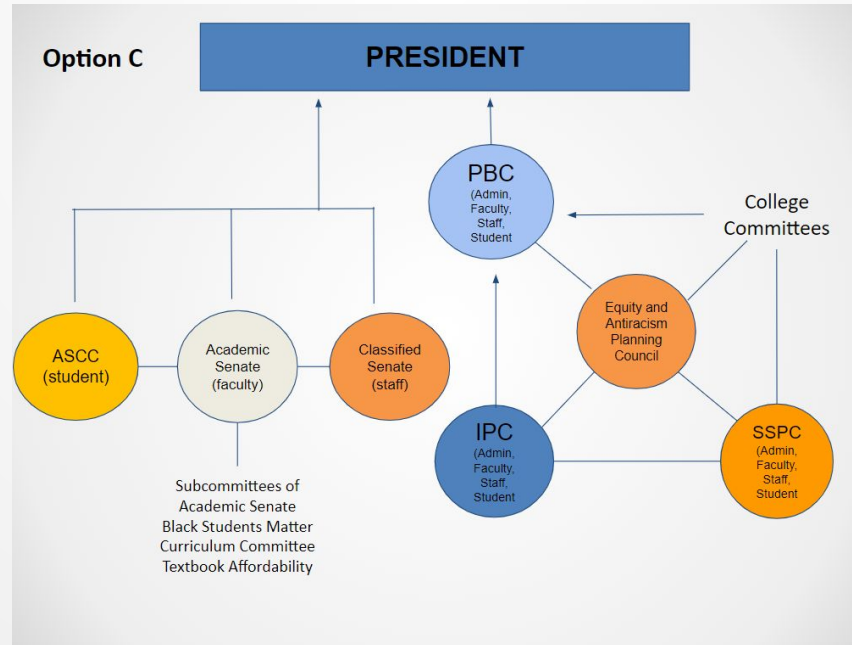 Option C
PRESIDENT
PBC
(Admin,
Faculty,
Staff,
Student
College
Committees
Equity and
Antiracism
Planning
Council
ASCC
(student)
Academic
Senate
(faculty)
Classified
Senate
(staff)
IPC
(Admin,
Faculty,
Staff,
Student
SSPC
(Admin,
Faculty,
Staff,
Student
Subcommittees of
Academic Senate
Black Students Matter
Curriculum Committee
Textbook Affordability